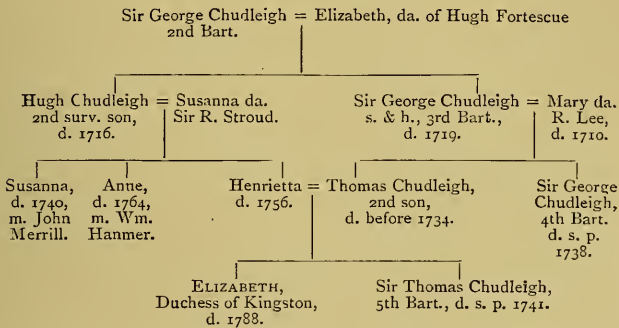 Sir George Chudleigh = Elizabeth, da. of Hugh Fortescue
2nd Bart.
Hugh Chudleigh = Susanna da.
2nd surv. son, Sir R. Stroud.
d. 1716.
Sir George Chudleigh = Mary da.
s. & h., 3rd Bart., R. Lee,
d. 1719. d. 1710.
Susanna,
d. 1740,
m. John
Merrill.
Anne,
d. 1764,
m. Wm.
Hanmer.
Henrietta = Thomas Chudleigh,
d. 1756. 2nd son,
d. before 1734.
Sir George
Chudleigh,
4th Bart.
d. s. p.
1738.
ELIZABETH,
Duchess of Kingston,
d. 1788.
Sir Thomas Chudleigh,
5th Bart., d. s. p. 1741.